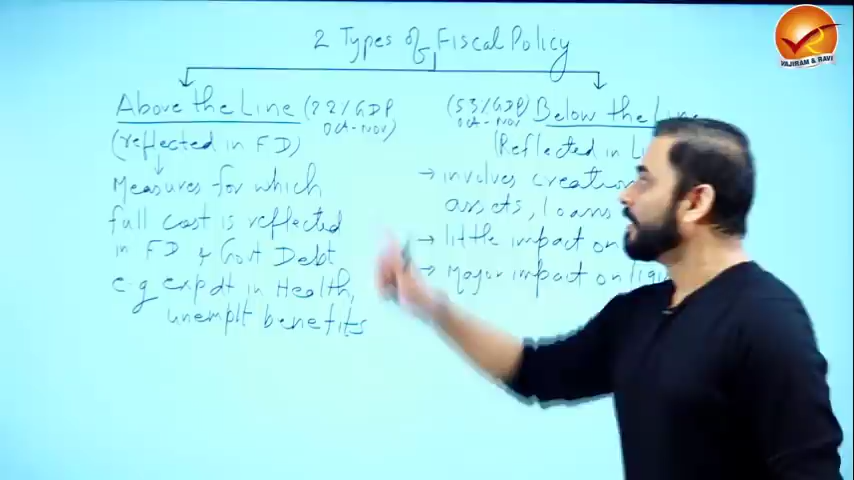 2 Types of Fiscal Policy
Above the Line (2.2% GDP
Oct-Nov)
(reflected in FD)
Measures for which
full cost is reflected
in FD & Govt Debt
e.g expdt in Health,
unemplt benefits
(5.3% GDP) Below the Line
Oct-Nov
(Reflected in
→ involves creation
assets, loans
→ little impact on
→ Major impact on
VAJIRAM & RAVI